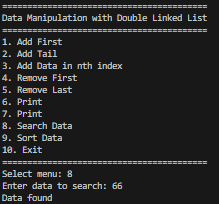 ==========================================
Data Manipulation with Double Linked List
==========================================
1. Add First
2. Add Tail
3. Add Data in nth index
4. Remove First
5. Remove Last
6. Print
7. Print
8. Search Data
9. Sort Data
10. Exit
==========================================
Select menu: 8
Enter data to search: 66
Data found